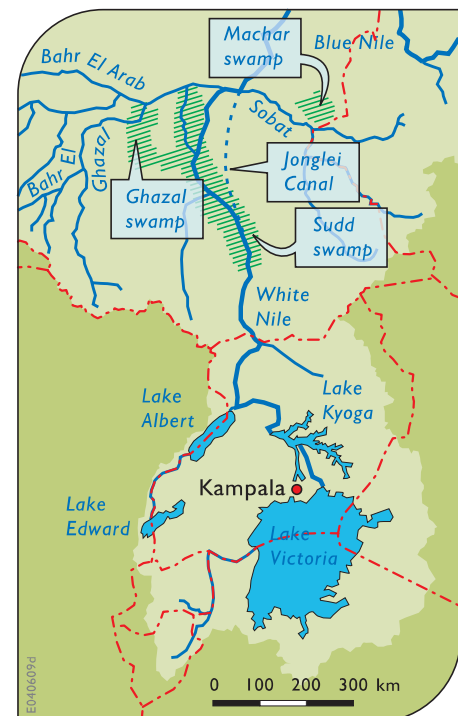 Machar
swamp
Blue Nile
Bahr El Arab
Sobat
Bahr El
Ghazal
Jonglei
Canal
Ghazal
swamp
Sudd
swamp
White
Nile
Lake
Albert
Lake
Kyoga
Kampala
Lake
Edward
Lake
Victoria
0 100 200 300 km
E040609d